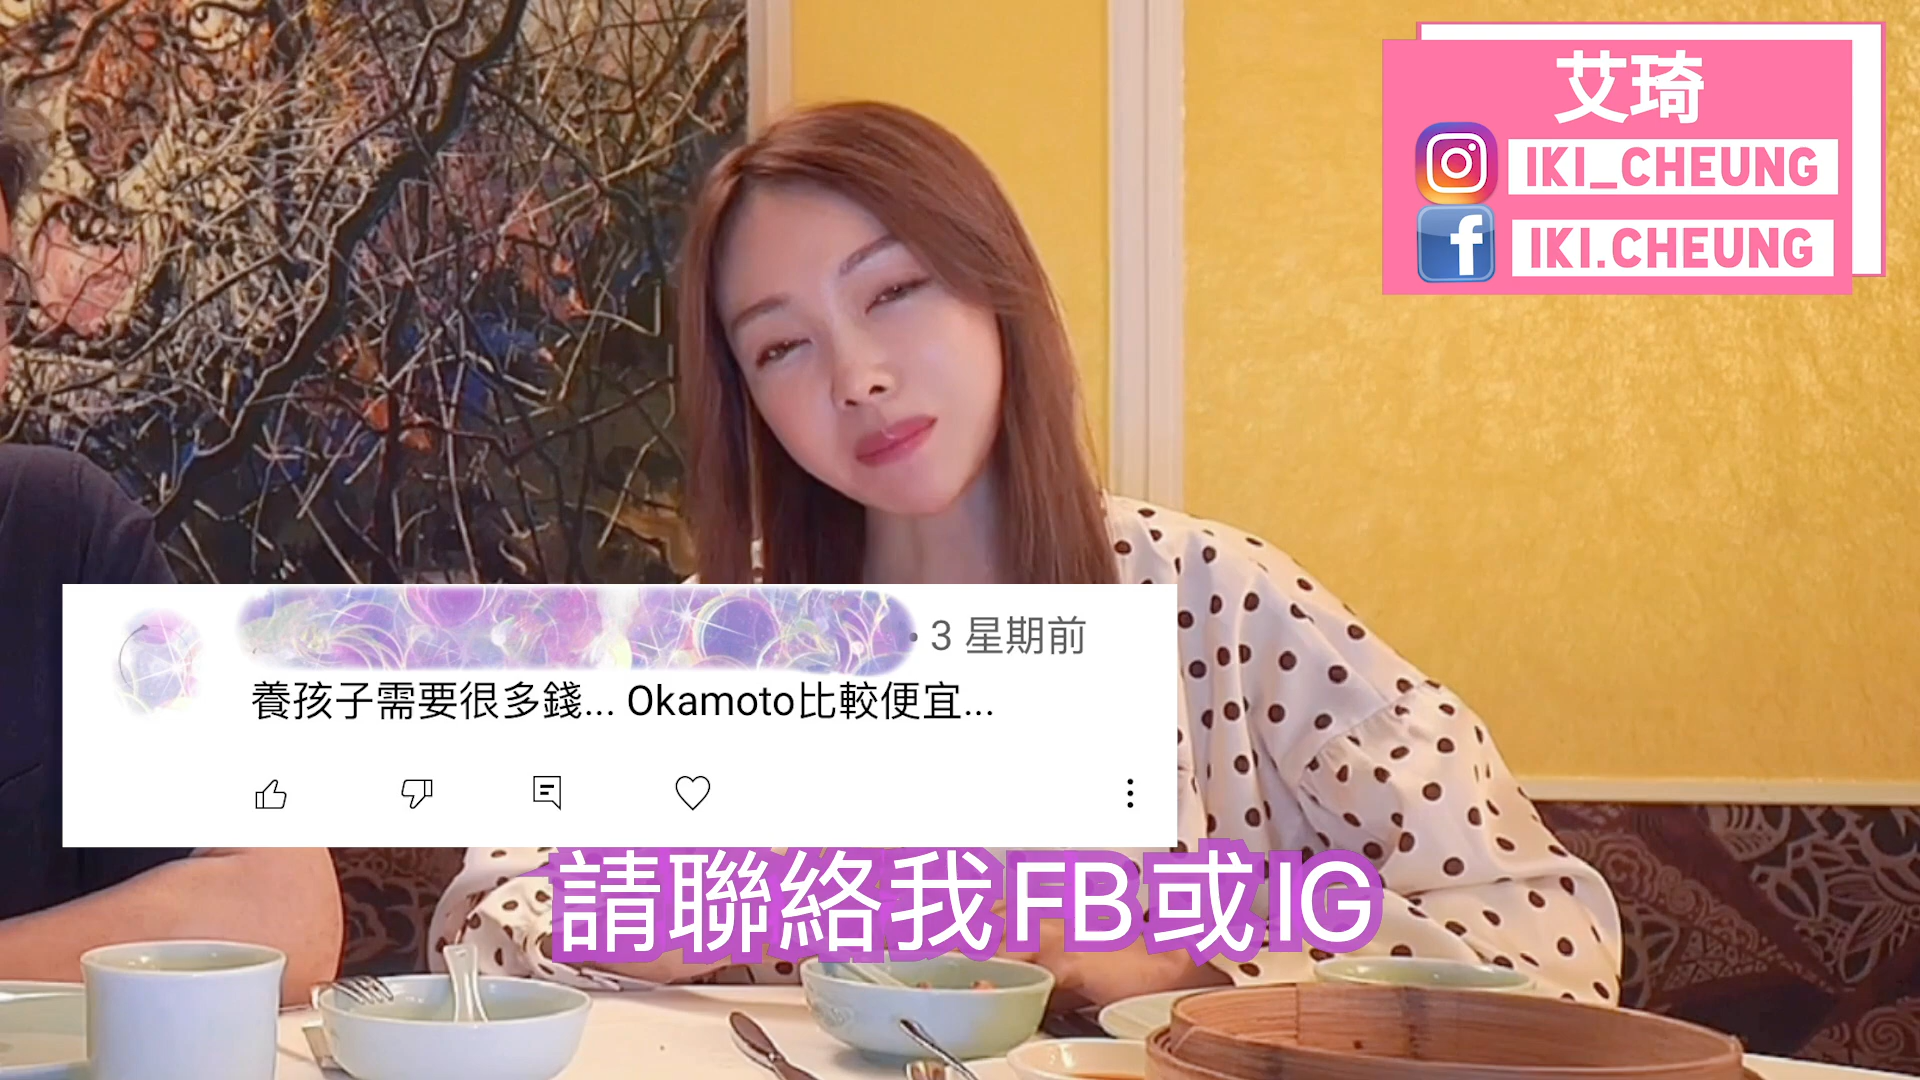 艾琦
IKI_CHEUNG
IKI.CHEUNG
• 3 星期前
養孩子需要很多錢... Okamoto比較便宜...
請聯絡我FB或IG